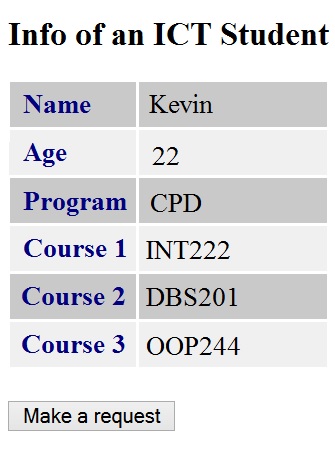 Info of an ICT Student
Name Kevin
Age 22
Program CPD
Course 1 INT222
Course 2 DBS201
Course 3 OOP244
Make a request